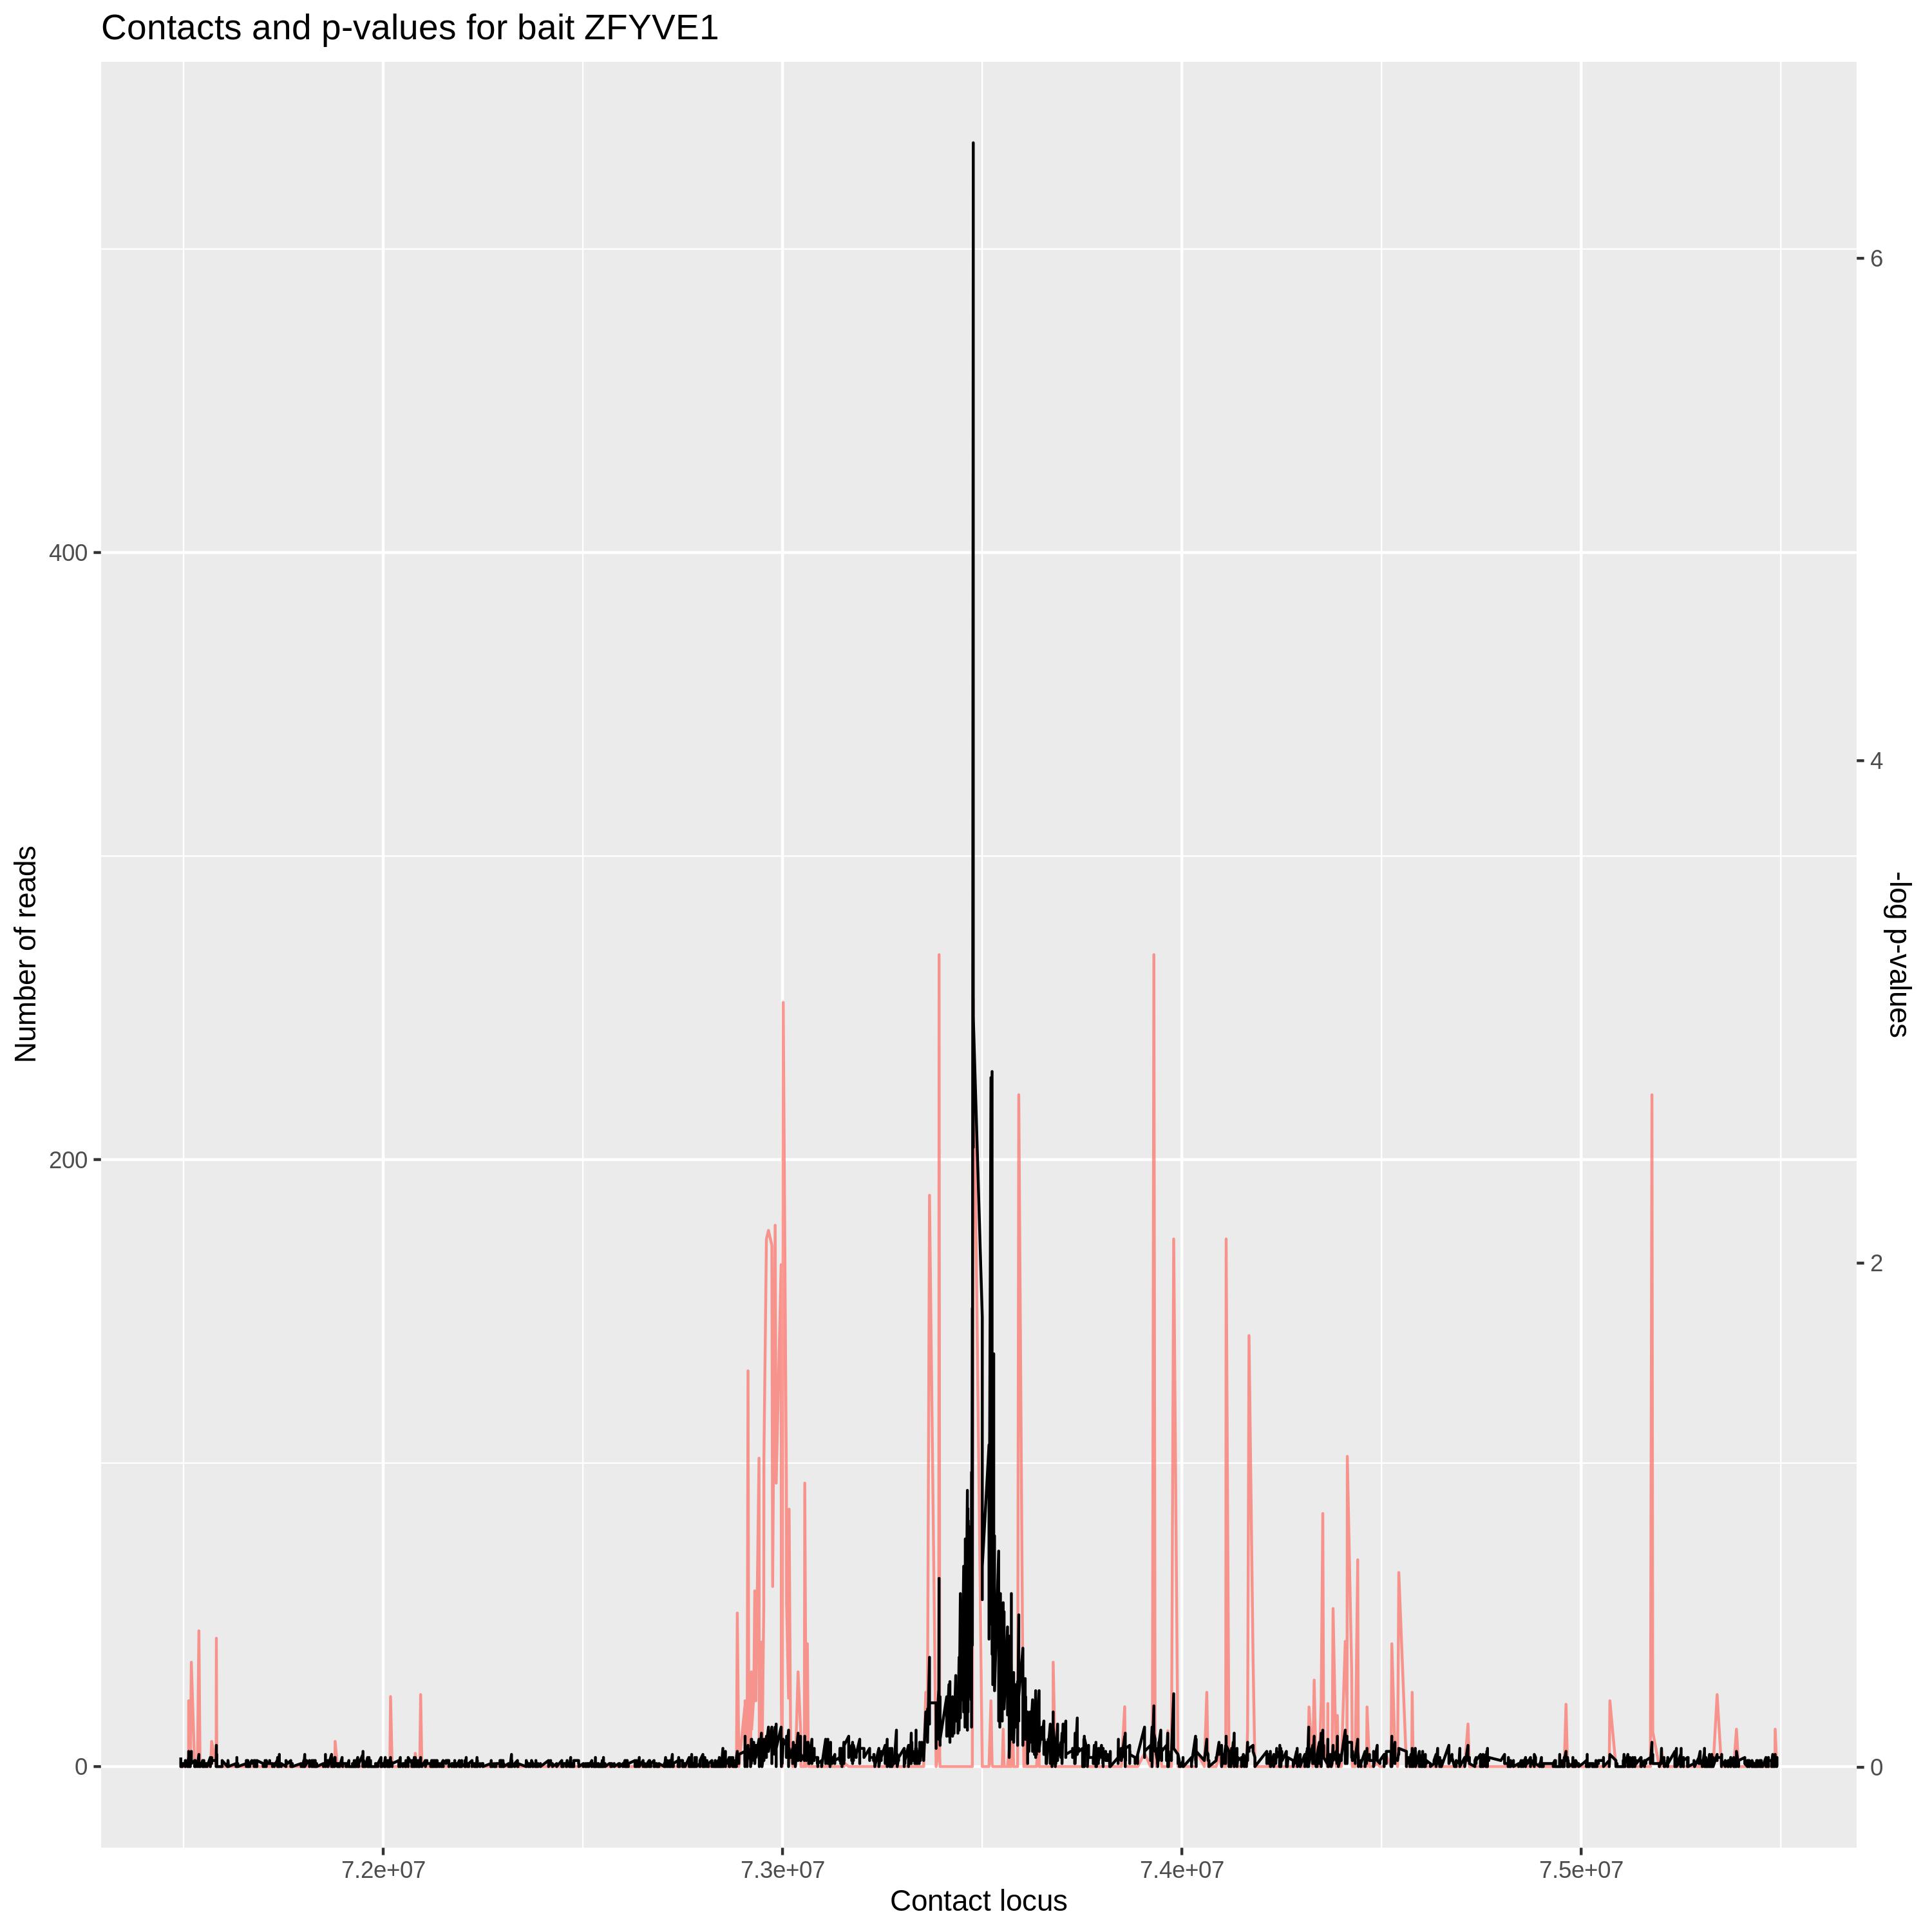 Contacts and p-values for bait ZFYVE1
6
400
4
Number of reads
-log p-values
200
2
0
0
7.2e+07
7.3e+07
7.4e+07
7.5e+07
Contact locus